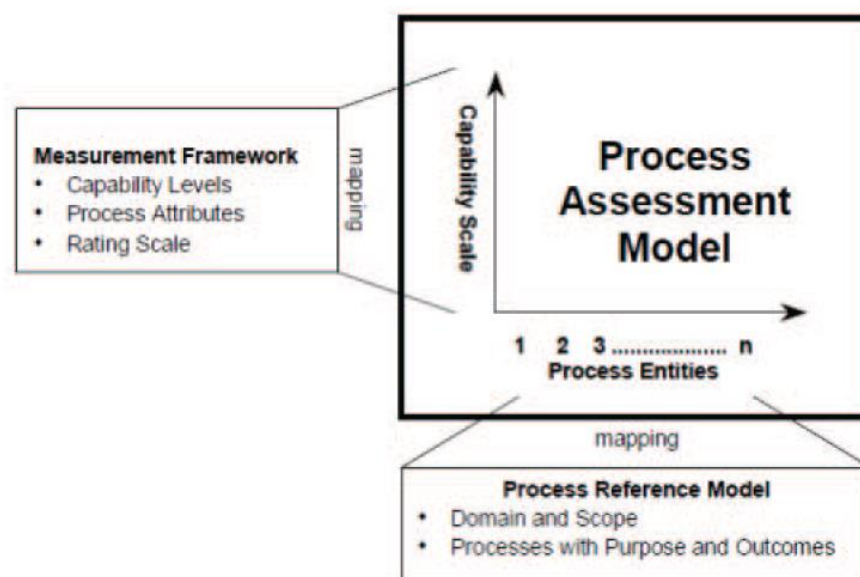 Measurement Framework
• Capability Levels
• Process Attributes
• Rating Scale
mapping
Capability Scale
Process
Assessment
Model
1 2 3 ................... n
Process Entities
mapping
Process Reference Model
• Domain and Scope
• Processes with Purpose and Outcomes